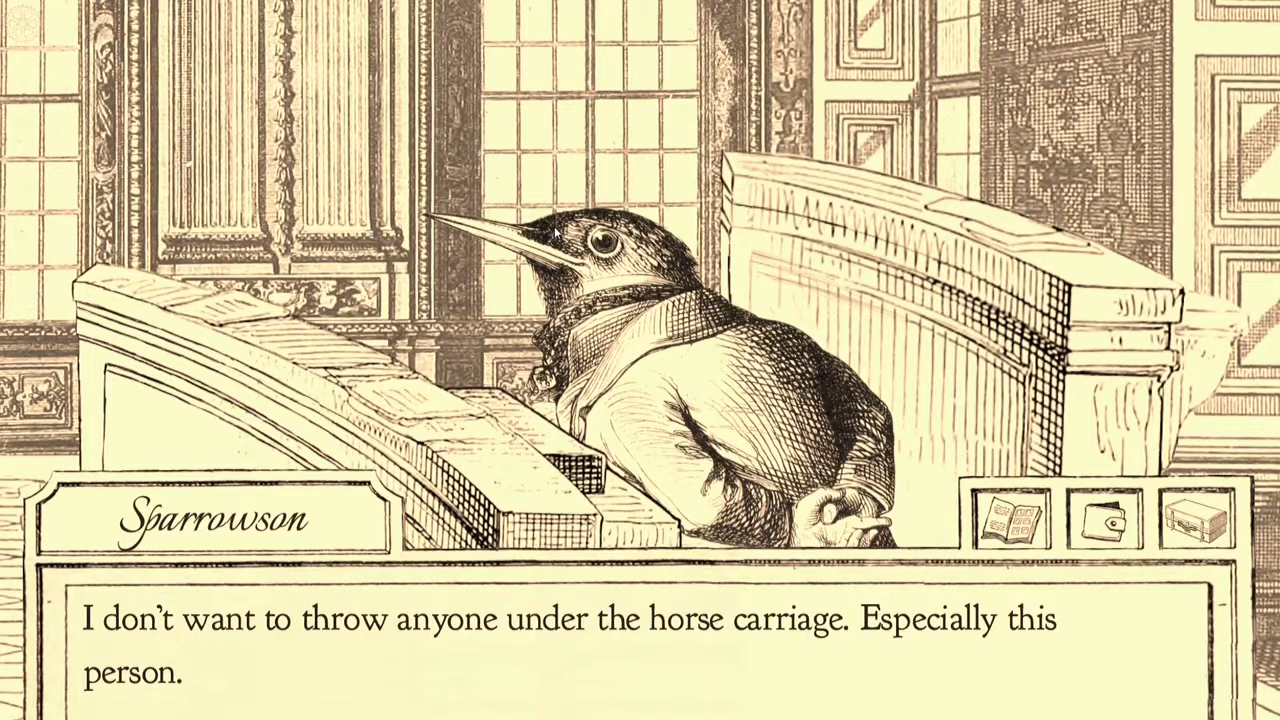 Sparrowson
I don't want to throw anyone under the horse carriage. Especially this
person.